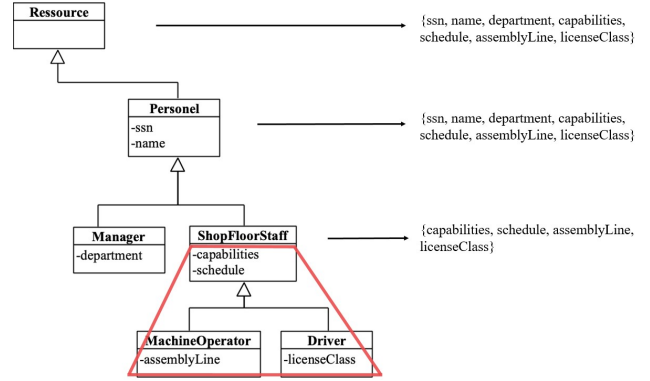 Ressource
{ssn, name, department, capabilities,
schedule, assemblyLine, licenseClass}
Personel
-ssn
-name
{ssn, name, department, capabilities,
schedule, assemblyLine, licenseClass}
Manager
-department
ShopFloorStaff
-capabilities
-schedule
{capabilities, schedule, assemblyLine,
licenseClass}
MachineOperator
-assemblyLine
Driver
-licenseClass